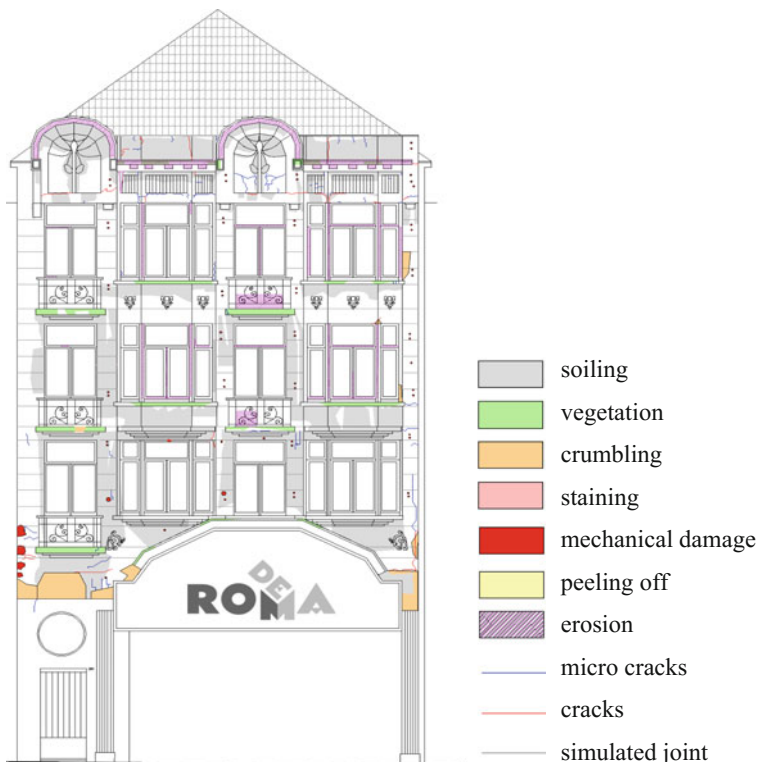 soiling
vegetation
crumbling
staining
mechanical damage
peeling off
erosion
micro cracks
cracks
simulated joint
DE
ROMA